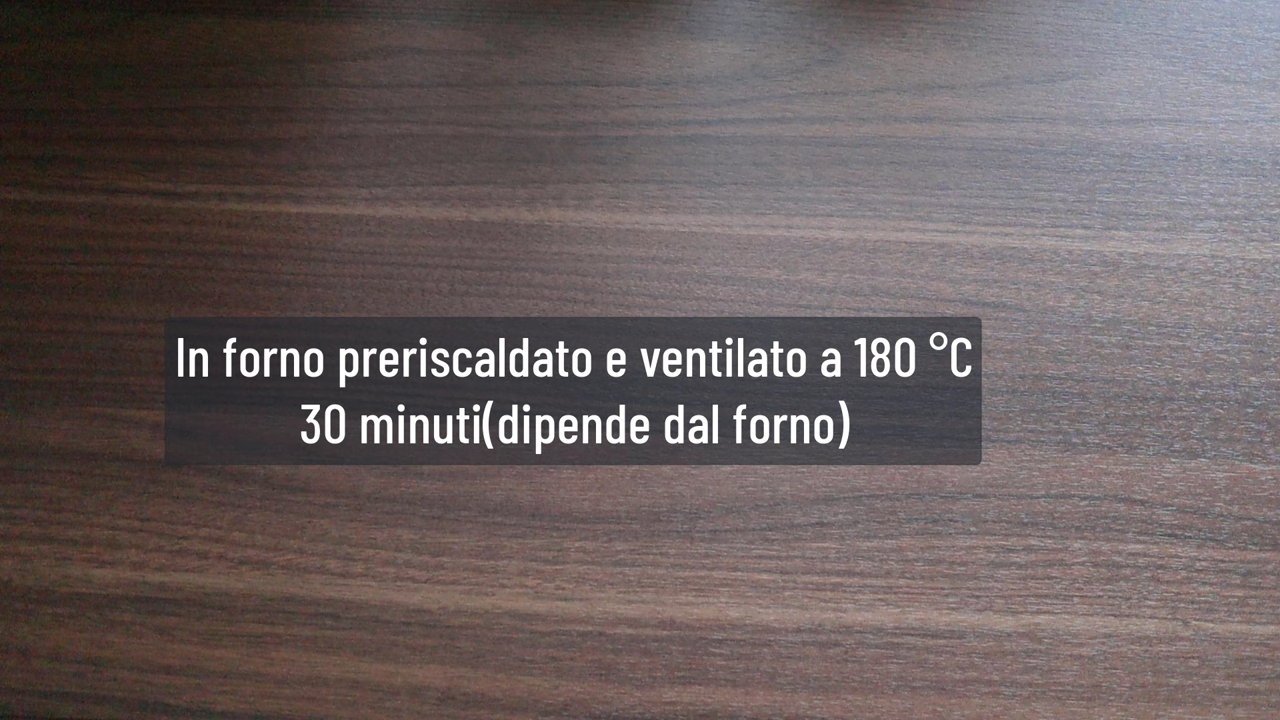 In forno preriscaldato e ventilato a 180 °C
30 minuti(dipende dal forno)